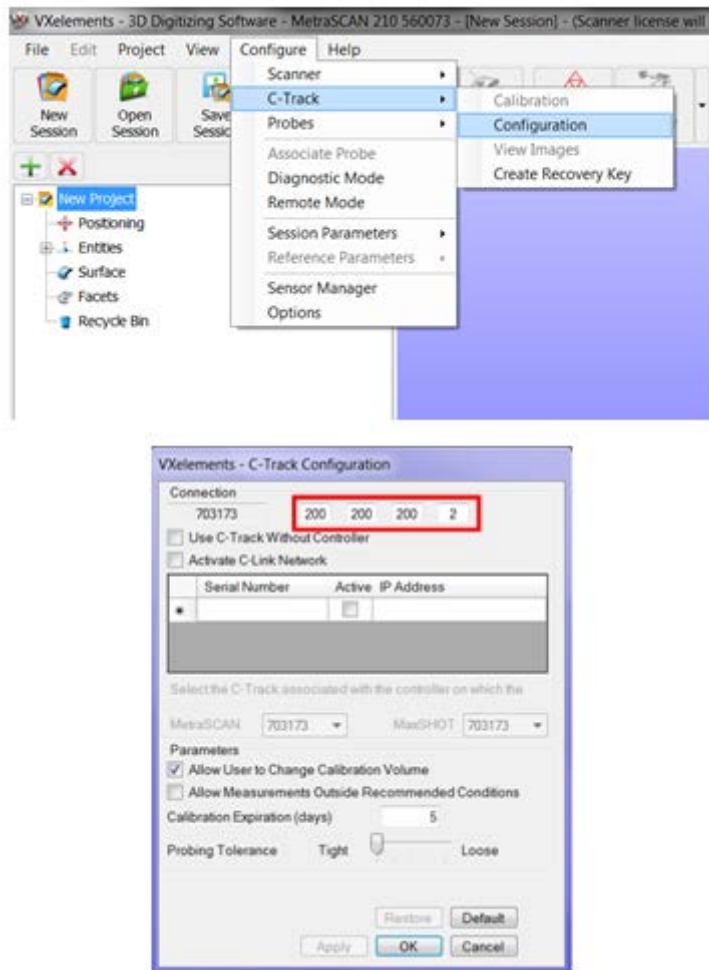 VXelements - 3D Digitizing Software - MetraSCAN 210 560073 - [New Session] - (Scanner license will
File Edit Project View Configure Help
New Session
Open Session
Save
Scanner
C-Track
Probes
Associate Probe
Diagnostic Mode
Remote Mode
Session Parameters
Reference Parameters
Sensor Manager
Options
Calibration
Configuration
View Images
Create Recovery Key
New Project
Positioning
Entities
Surface
Facets
Recycle Bin
VXelements - C-Track Configuration
Connection
703173 200 200 200 2
Use C-Track Without Controller
Activate C-Link Network
Serial Number Active IP Address
Select the C-Track associated with the controller on which the
MetraSCAN 703173 MaxSHOT 703173
Parameters
Allow User to Change Calibration Volume
Allow Measurements Outside Recommended Conditions
Calibration Expiration (days) 5
Probing Tolerance Tight Loose
Restore Default
Apply OK Cancel